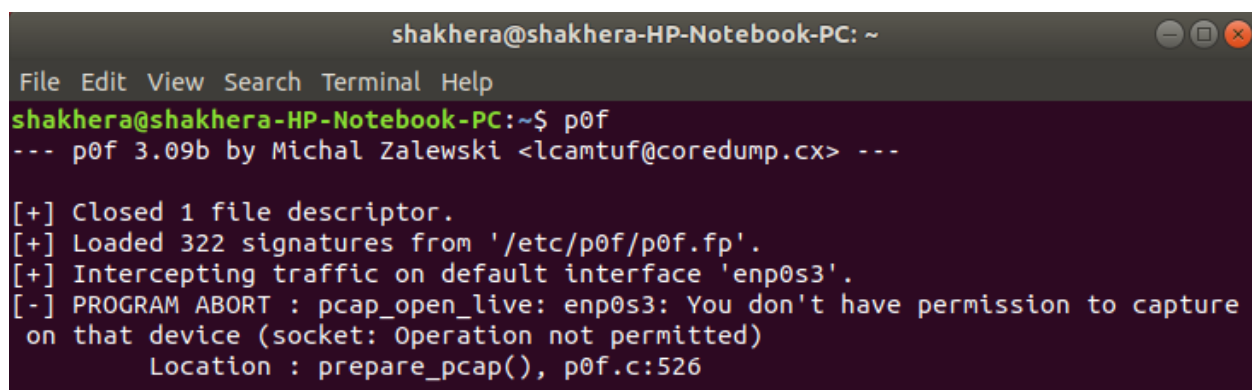 shakhera@shakhera-HP-Notebook-PC: ~
File Edit View Search Terminal Help
shakhera@shakhera-HP-Notebook-PC:~$ p0f
--- p0f 3.09b by Michal Zalewski <lcamtuf@coredump.cx> ---
[+] Closed 1 file descriptor.
[+] Loaded 322 signatures from '/etc/p0f/p0f.fp'.
[+] Intercepting traffic on default interface 'enp0s3'.
[-] PROGRAM ABORT : pcap_open_live: enp0s3: You don't have permission to capture
on that device (socket: Operation not permitted)
Location : prepare_pcap(), p0f.c:526